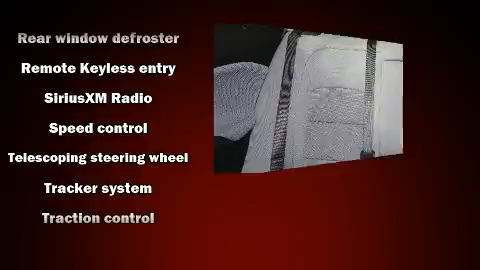 Rear window defroster
Remote Keyless entry
SiriusXM Radio
Speed control
Telescoping steering wheel
Tracker system
Traction control